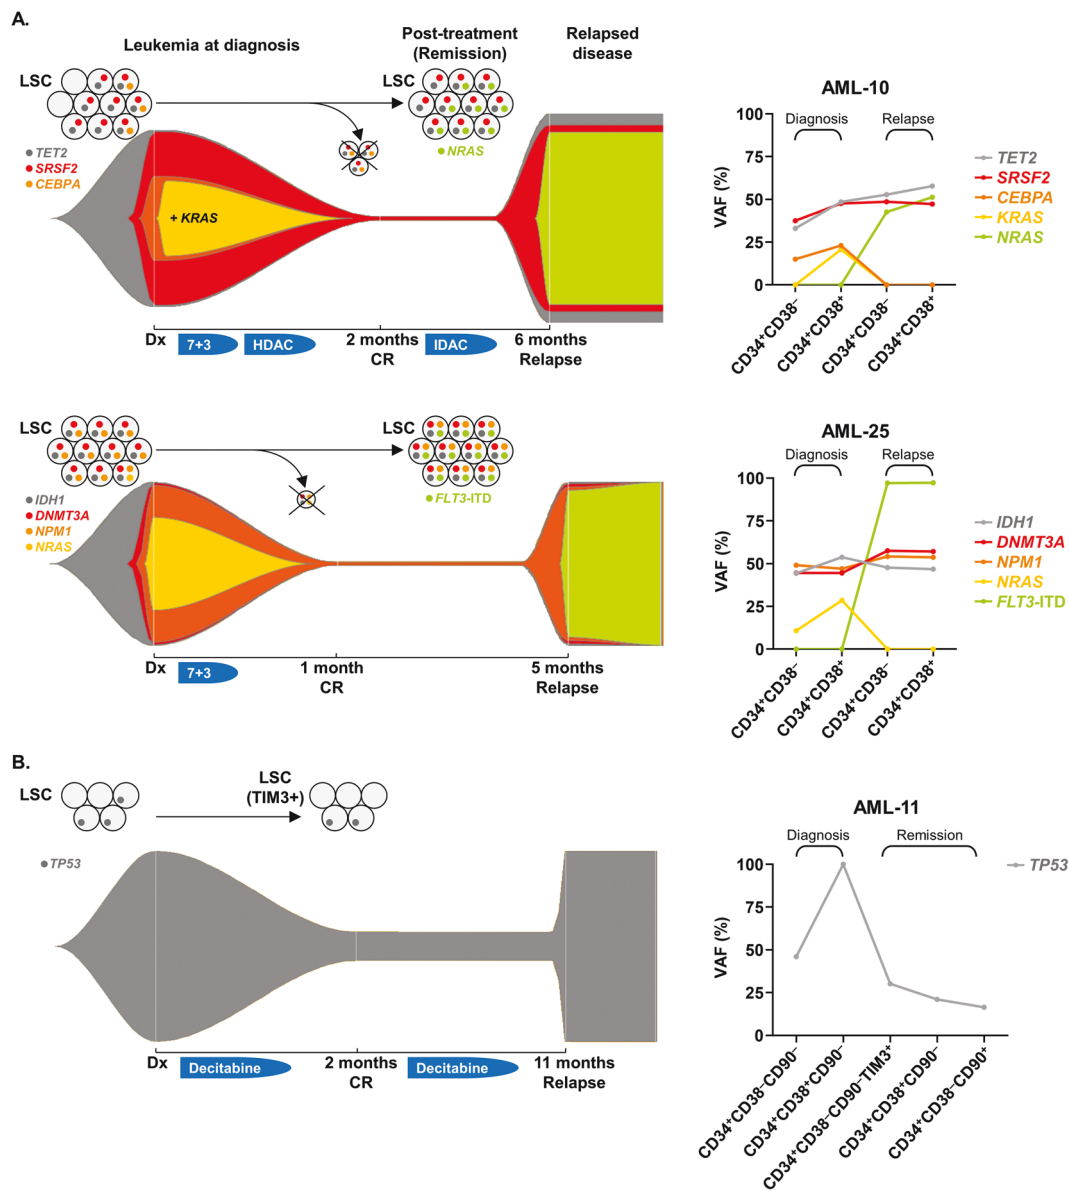 A.
Leukemia at diagnosis
Post-treatment
(Remission)
Relapsed
disease
LSC
LSC
TET2
SRSF2
CEBPA
NRAS
+ KRAS
Dx
7+3
HDAC
2 months
CR
IDAC
6 months
Relapse
AML-10
Diagnosis
Relapse
VAF (%)
100
75
50
25
0
CD34+CD38–
CD34+CD38+
CD34+CD38–
CD34+CD38+
TET2
SRSF2
CEBPA
KRAS
NRAS
LSC
LSC
IDH1
DNMT3A
NPM1
NRAS
FLT3-ITD
Dx
7+3
1 month
CR
5 months
Relapse
AML-25
Diagnosis
Relapse
VAF (%)
100
75
50
25
0
CD34+CD38–
CD34+CD38+
CD34+CD38–
CD34+CD38+
IDH1
DNMT3A
NPM1
NRAS
FLT3-ITD
B.
LSC
LSC
(TIM3+)
TP53
Dx
Decitabine
2 months
CR
Decitabine
11 months
Relapse
AML-11
Diagnosis
Remission
VAF (%)
100
75
50
25
0
CD34+CD38–CD90–
CD34+CD38+CD90–
CD34+CD38–CD90–TIM3+
CD34+CD38+CD90–
CD34+CD38–CD90+
TP53